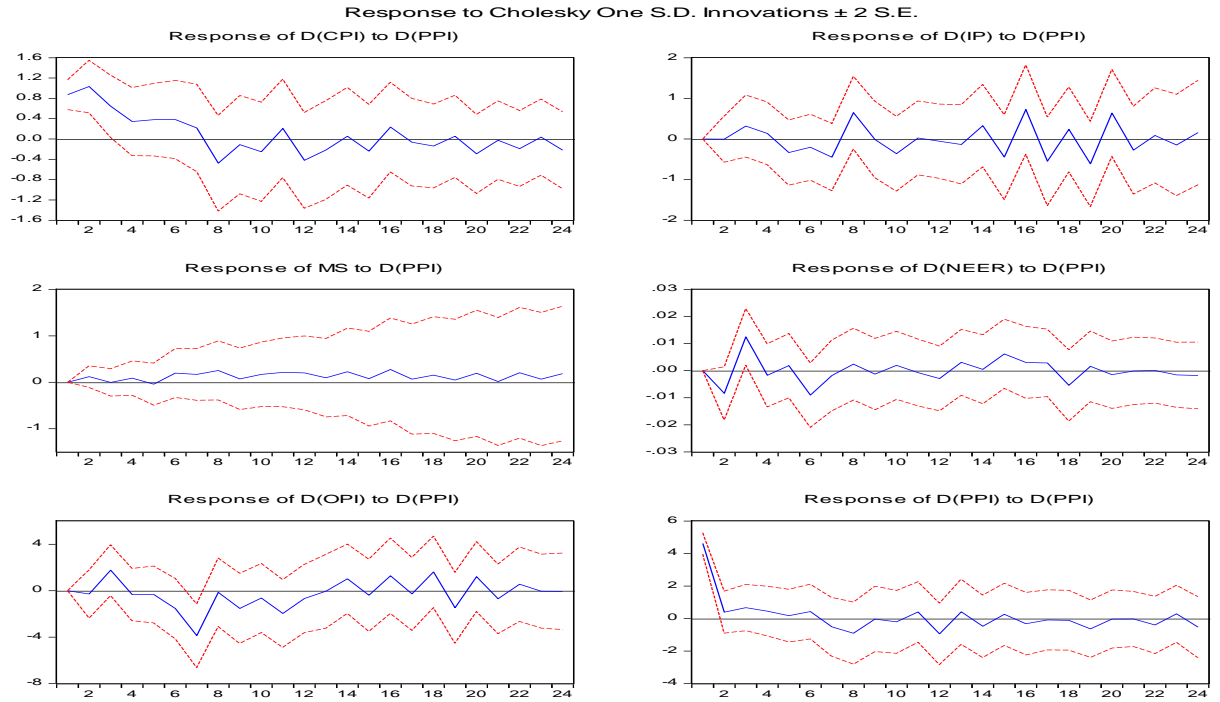 Response to Cholesky One S.D. Innovations ± 2 S.E.
Response of D(CPI) to D(PPI)
1.6
1.2
0.8
0.4
0.0
-0.4
-0.8
-1.2
-1.6
2 4 6 8 10 12 14 16 18 20 22 24
Response of D(IP) to D(PPI)
2
1
0
-1
-2
2 4 6 8 10 12 14 16 18 20 22 24
Response of MS to D(PPI)
2
1
0
-1
2 4 6 8 10 12 14 16 18 20 22 24
Response of D(NEER) to D(PPI)
.03
.02
.01
.00
-.01
-.02
-.03
2 4 6 8 10 12 14 16 18 20 22 24
Response of D(OPI) to D(PPI)
4
0
-4
-8
2 4 6 8 10 12 14 16 18 20 22 24
Response of D(PPI) to D(PPI)
6
4
2
0
-2
-4
2 4 6 8 10 12 14 16 18 20 22 24